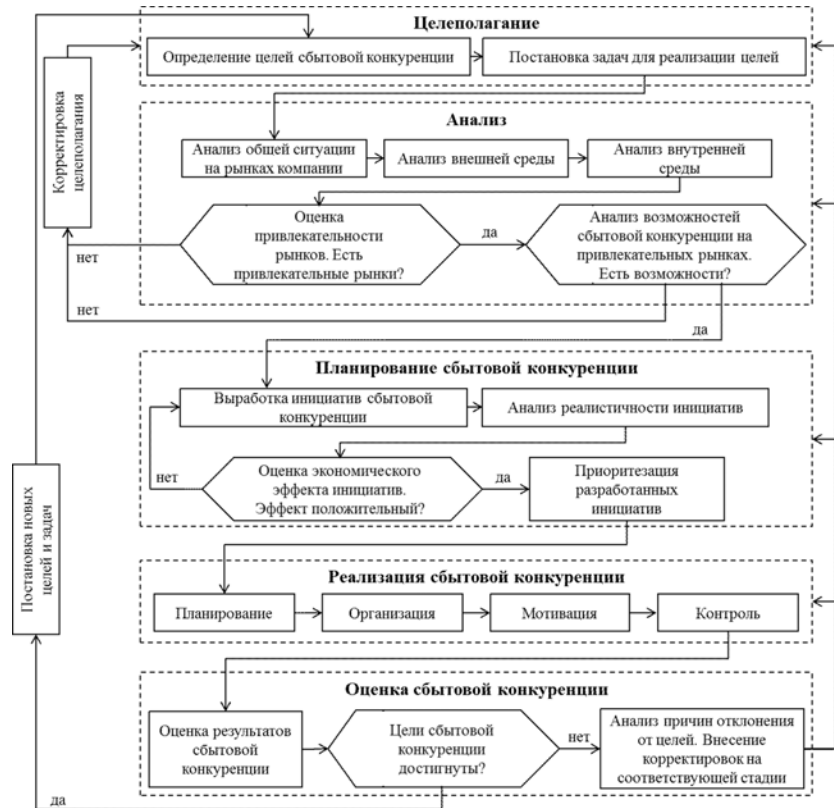 Целеполагание
Определение целей сбытовой конкуренции
Постановка задач для реализации целей
Корректировка
целеполагания
Анализ
Анализ общей ситуации
на рынках компании
Анализ внешней среды
Анализ внутренней
среды
Оценка
привлекательности
рынков. Есть
привлекательные рынки?
да
Анализ возможностей
сбытовой конкуренции на
привлекательных рынках.
Есть возможности?
нет
нет
да
Планирование сбытовой конкуренции
Выработка инициатив сбытовой
конкуренции
Анализ реалистичности инициатив
нет
Оценка экономического
эффекта инициатив.
Эффект положительный?
да
Приоритезация
разработанных
инициатив
Постановка новых
целей и задач
Реализация сбытовой конкуренции
Планирование
Организация
Мотивация
Контроль
Оценка сбытовой конкуренции
Оценка результатов
сбытовой
конкуренции
Цели сбытовой
конкуренции
достигнуты?
нет
Анализ причин отклонения
от целей. Внесение
корректировок на
соответствующей стадии
да